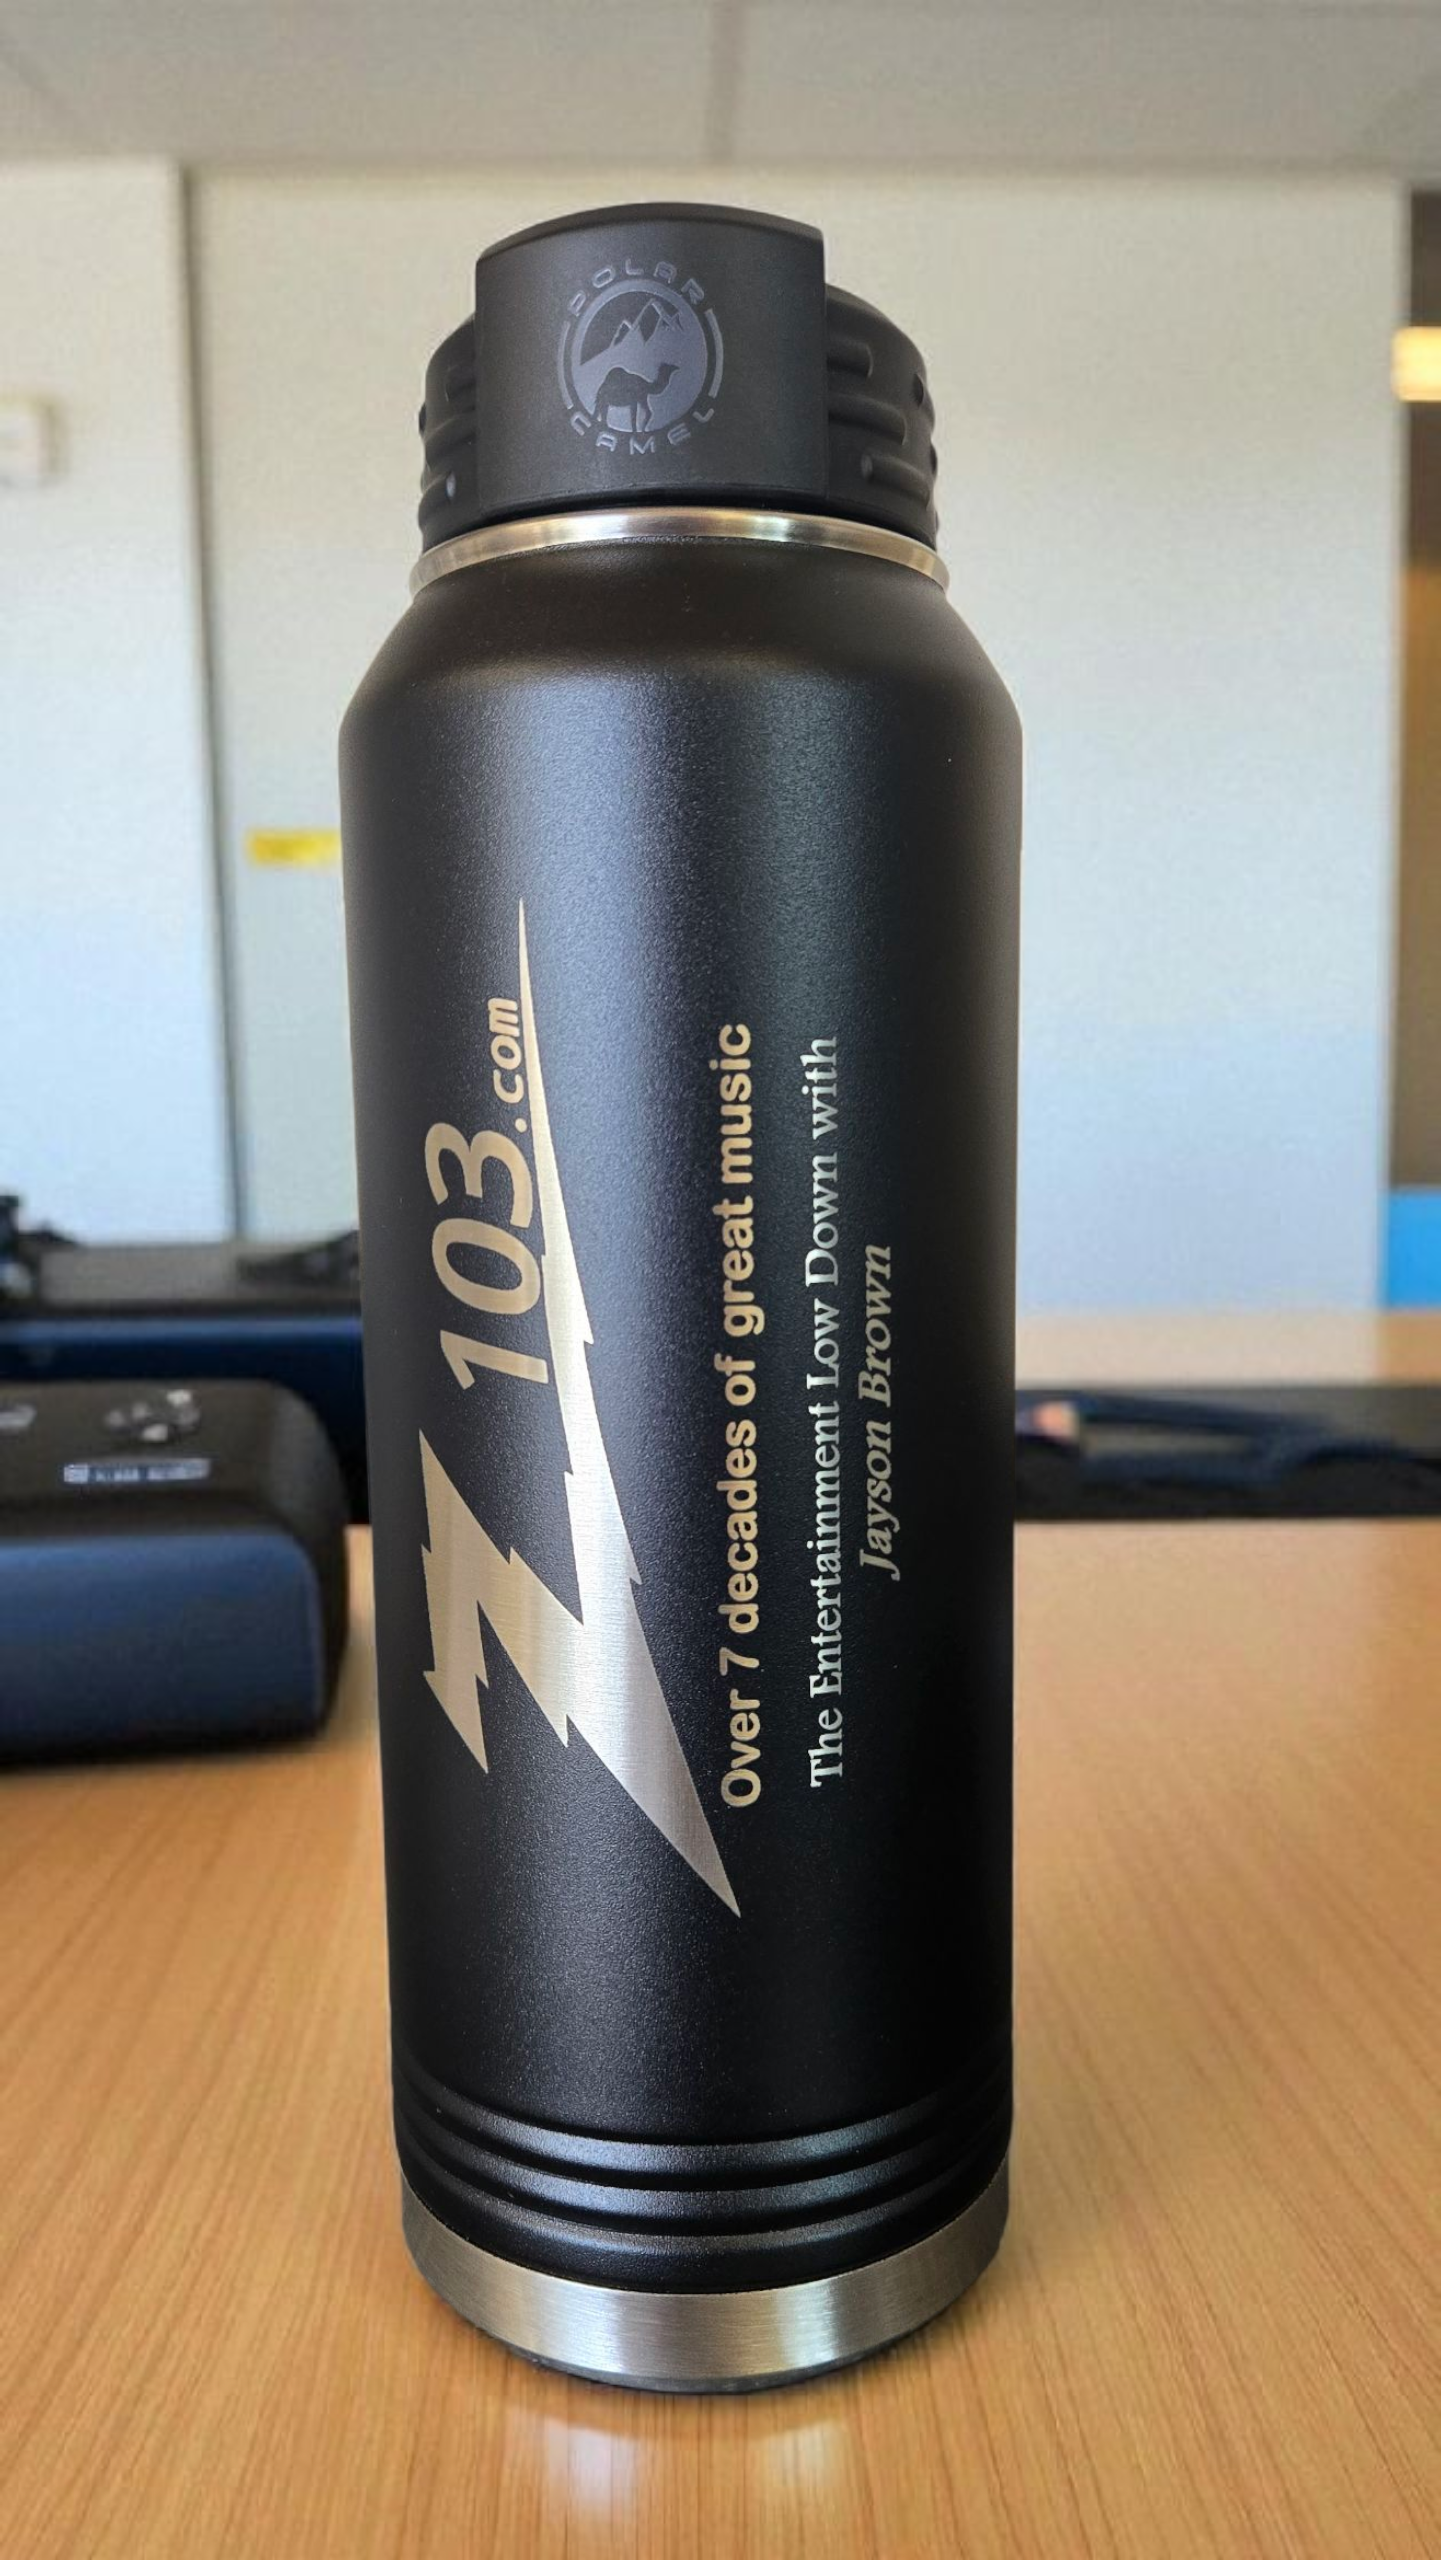 POLAR
CAMEL
Z103.com
Over 7 decades of great music
The Entertainment Low Down with
Jayson Brown